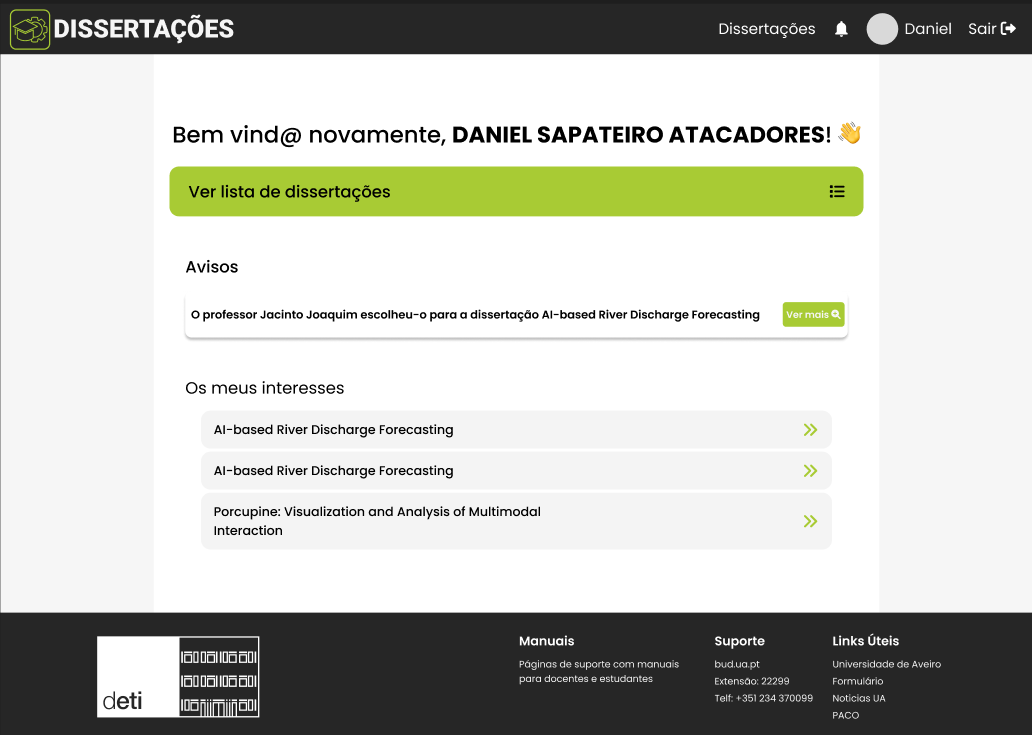 DISSERTAÇÕES
Dissertações
Daniel
Sair
Bem vind@ novamente, DANIEL SAPATEIRO ATACADORES! 👋
Ver lista de dissertações
Avisos
O professor Jacinto Joaquim escolheu-o para a dissertação AI-based River Discharge Forecasting
Ver mais
Os meus interesses
AI-based River Discharge Forecasting
AI-based River Discharge Forecasting
Porcupine: Visualization and Analysis of Multimodal
Interaction
deti
Manuais
Páginas de suporte com manuais
para docentes e estudantes
Suporte
bud.ua.pt
Extensão: 22299
Telf: +351 234 370099
Links Úteis
Universidade de Aveiro
Formulário
Noticias UA
PACO